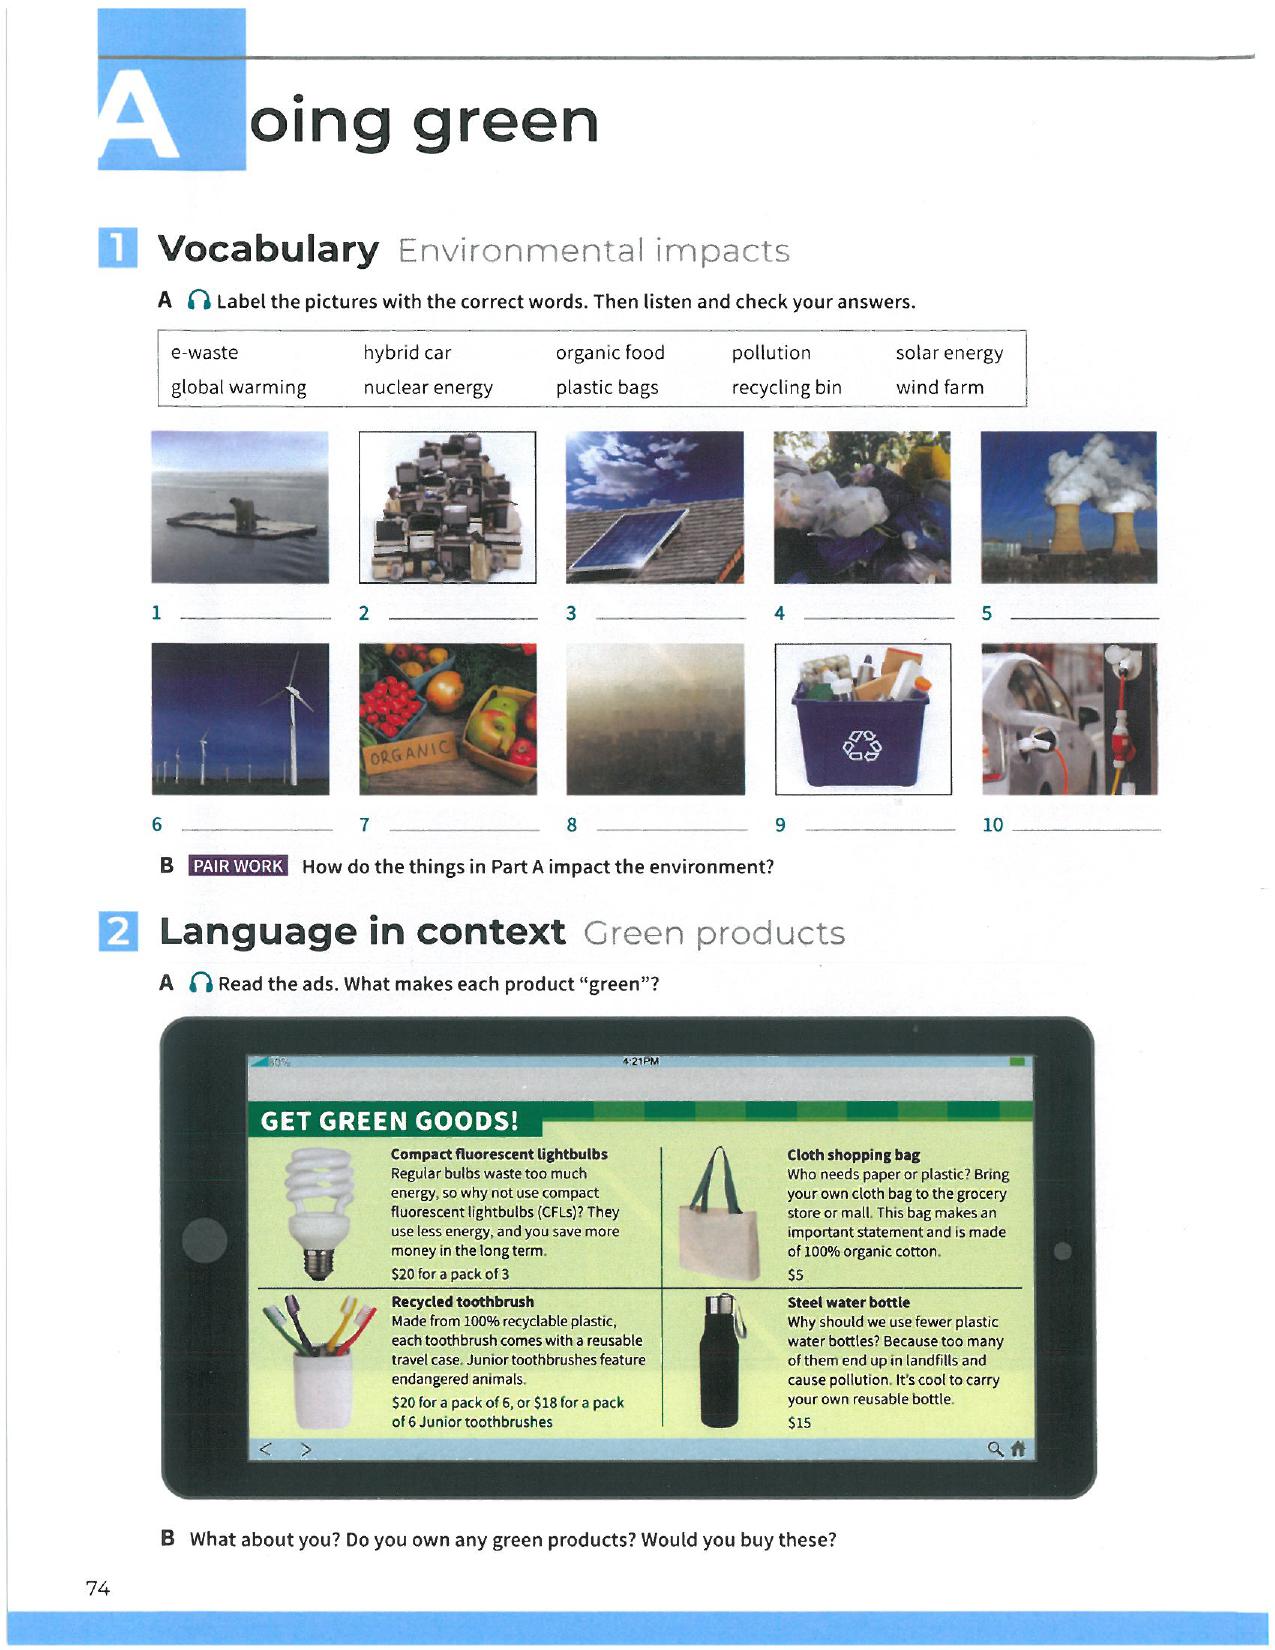 A
oing green
1 Vocabulary Environmental impacts
A Label the pictures with the correct words. Then listen and check your answers.
e-waste hybrid car organic food pollution solar energy
global warming nuclear energy plastic bags recycling bin wind farm
1 2 3 4 5
ORGANIC
6 7 8 9 10
B PAIR WORK How do the things in Part A impact the environment?
2 Language in context Green products
A Read the ads. What makes each product “green”?
4:21PM
GET GREEN GOODS!
Compact fluorescent lightbulbs
Regular bulbs waste too much
energy, so why not use compact
fluorescent lightbulbs (CFLs)? They
use less energy, and you save more
money in the long term.
$20 for a pack of 3
Cloth shopping bag
Who needs paper or plastic? Bring
your own cloth bag to the grocery
store or mall. This bag makes an
important statement and is made
of 100% organic cotton.
$5
Recycled toothbrush
Made from 100% recyclable plastic,
each toothbrush comes with a reusable
travel case. Junior toothbrushes feature
endangered animals.
$20 for a pack of 6, or $18 for a pack
of 6 Junior toothbrushes
Steel water bottle
Why should we use fewer plastic
water bottles? Because too many
of them end up in landfills and
cause pollution. It's cool to carry
your own reusable bottle.
$15
< >
B What about you? Do you own any green products? Would you buy these?
74